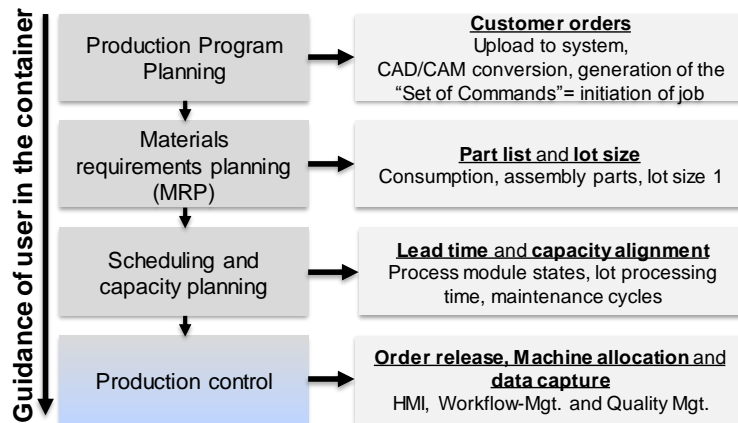 Guidance of user in the container
Production Program
Planning
Customer orders
Upload to system,
CAD/CAM conversion, generation of the
“Set of Commands”= initiation of job
Materials
requirements planning
(MRP)
Part list and lot size
Consumption, assembly parts, lot size 1
Scheduling and
capacity planning
Lead time and capacity alignment
Process module states, lot processing
time, maintenance cycles
Production control
Order release, Machine allocation and
data capture
HMI, Workflow-Mgt. and Quality Mgt.